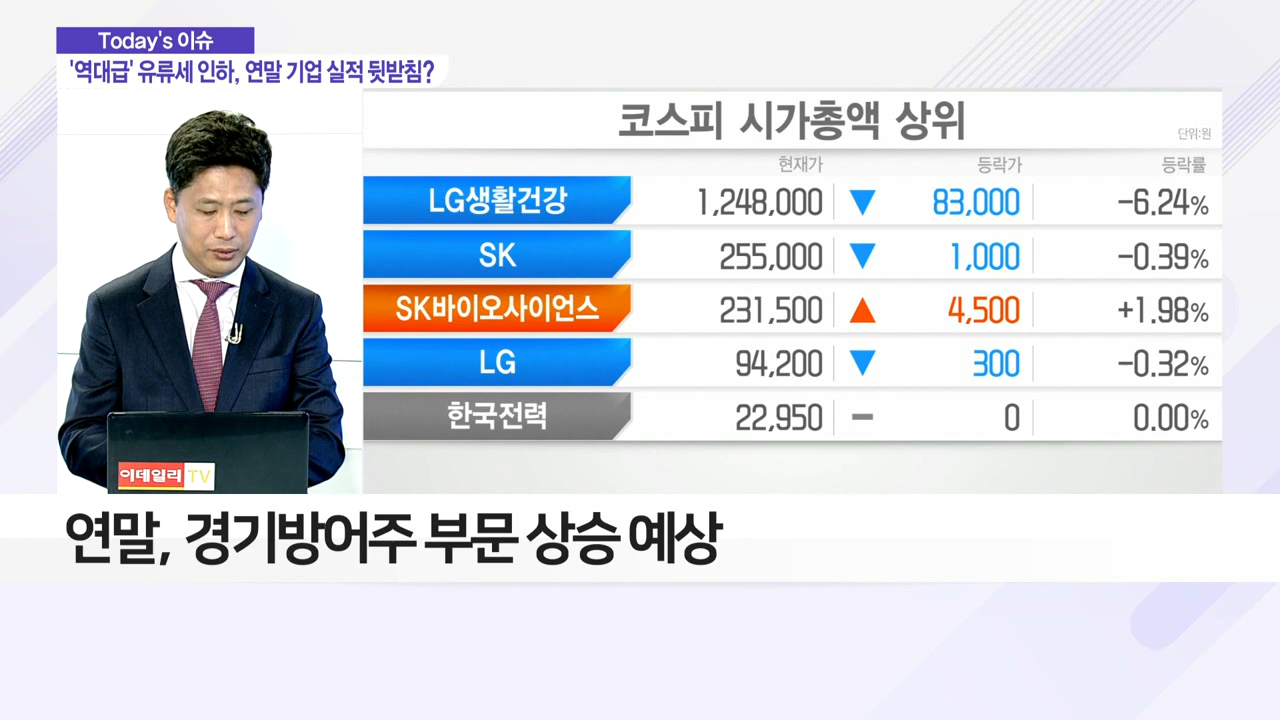 Today's 이슈
'역대급' 유류세 인하, 연말 기업 실적 뒷받침?
코스피 시가총액 상위
단위:원
현재가 등락가 등락률
LG생활건강 1,248,000 ▼ 83,000 -6.24%
SK 255,000 ▼ 1,000 -0.39%
SK바이오사이언스 231,500 ▲ 4,500 +1.98%
LG 94,200 ▼ 300 -0.32%
한국전력 22,950 - 0 0.00%
이데일리 TV
연말, 경기방어주 부문 상승 예상